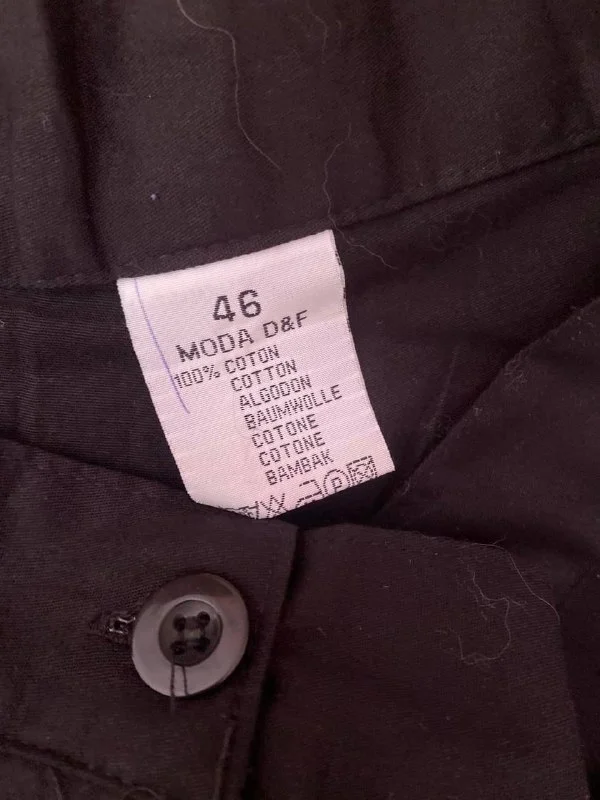 46
MODA D&F
100% COTON
COTTON
ALGODON
BAUMWOLLE
COTONE
COTONE
BAMBAK
P